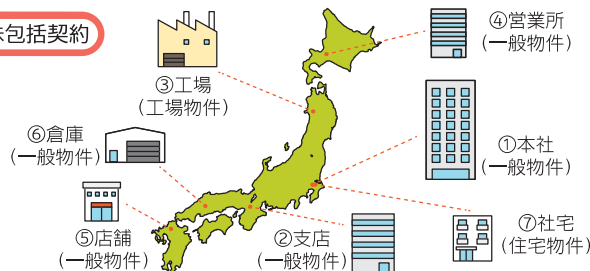 包括契約
④営業所
(一般物件)
③工場
(工場物件)
⑥倉庫
(一般物件)
①本社
(一般物件)
⑤店舗
(一般物件)
②支店
(一般物件)
⑦社宅
(住宅物件)